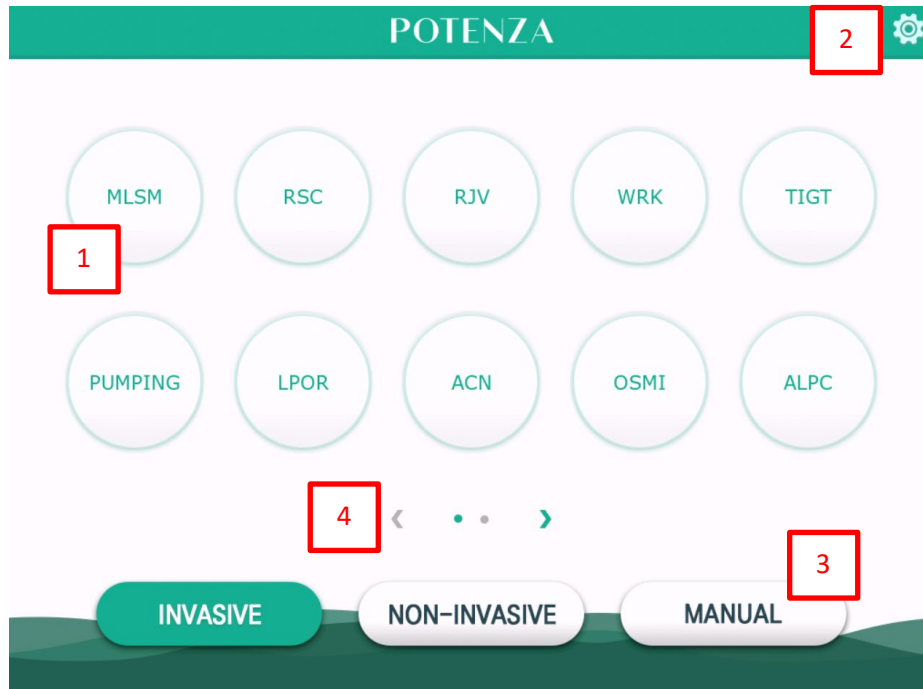 POTENZA
2
MLSM RSC RJV WRK TIGT
1
PUMPING LPOR ACN OSMI ALPC
4
3
INVASIVE NON-INVASIVE MANUAL